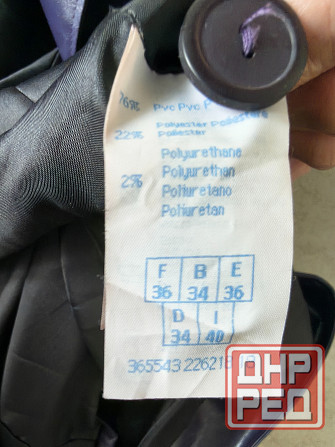 76% PVC PVC
Polyester Poliestere
22% Poliester
Polyurethane
Polyurethan
2% Poliuretano
Poliuretan
F B E
36 34 36
D I
34 40
365543 22621
ДНР
РЕД